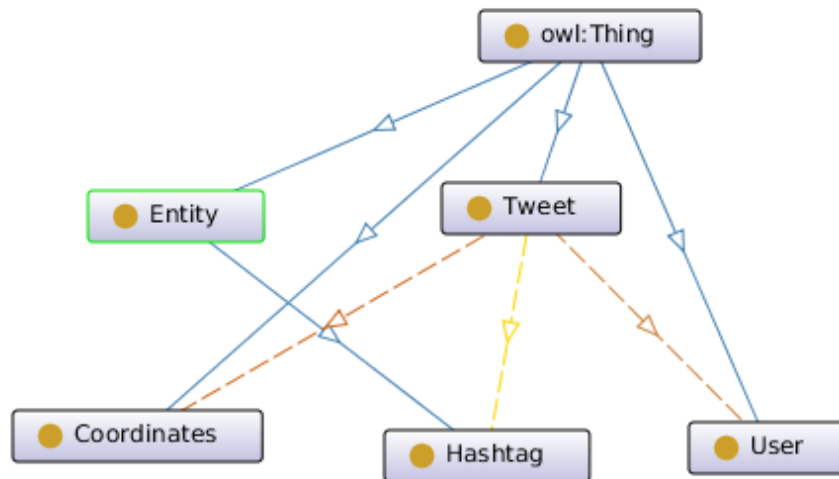 owl:Thing
Entity
Tweet
Coordinates
Hashtag
User